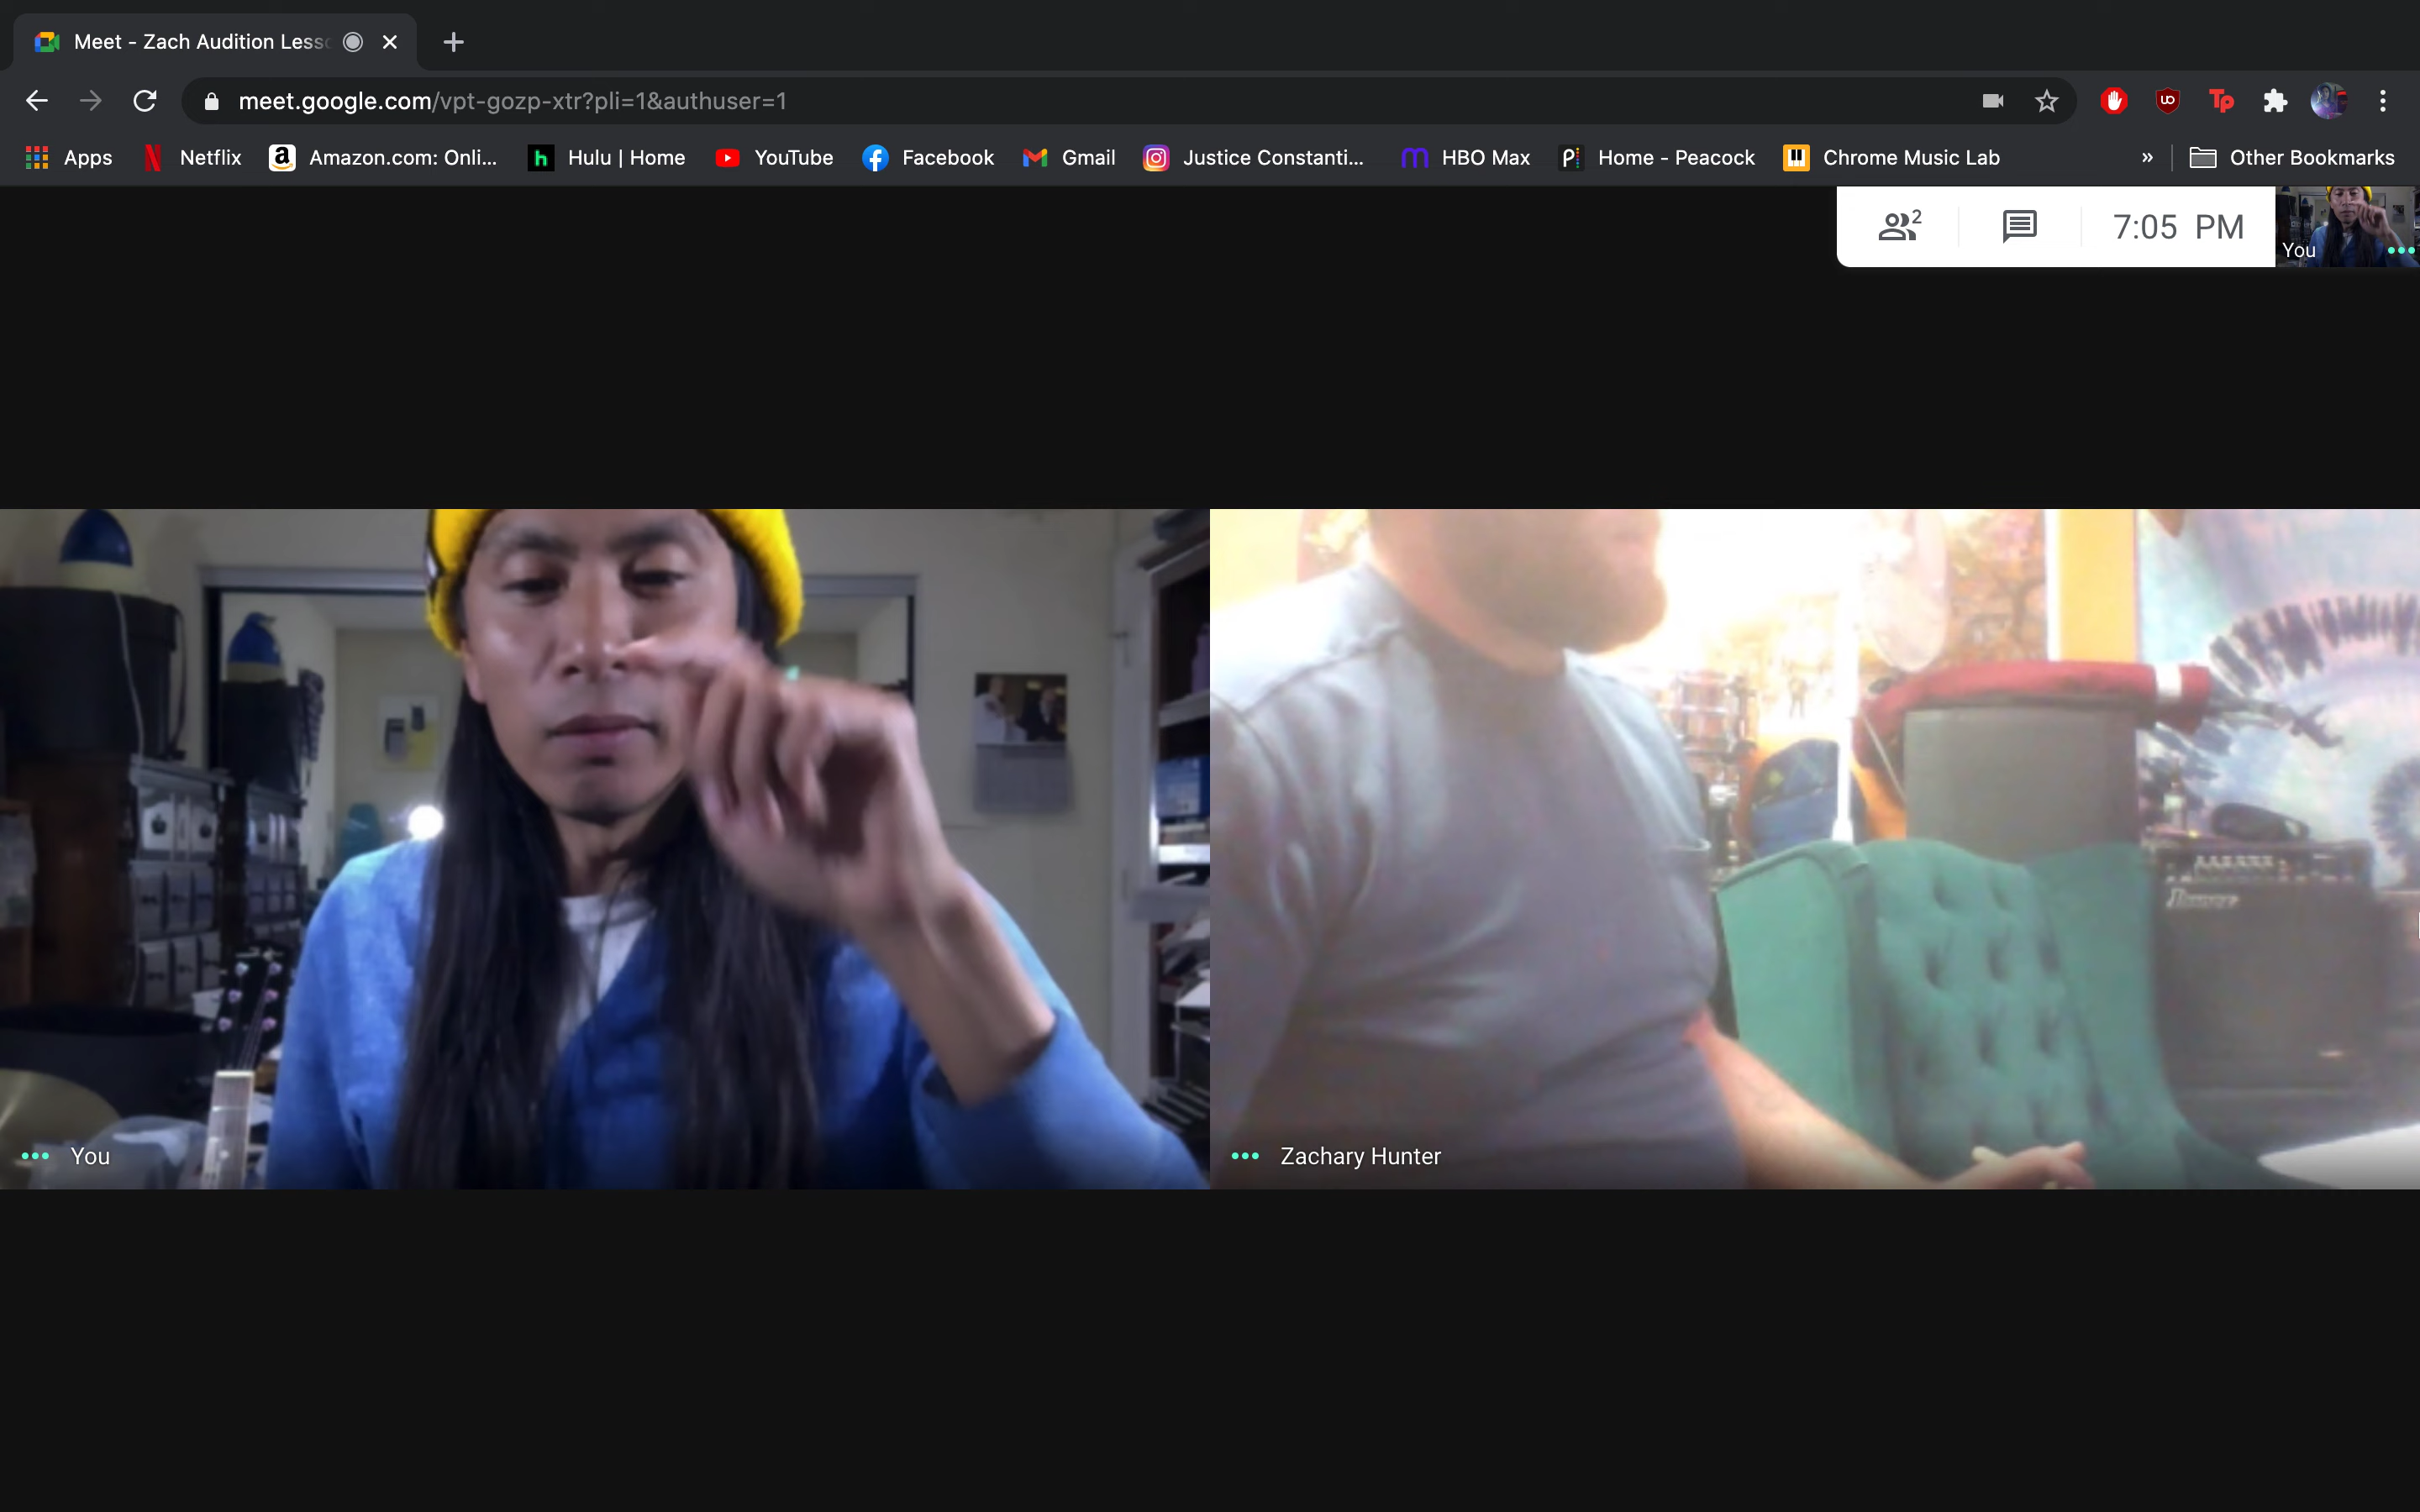 Meet - Zach Audition Less
meet.google.com/vpt-gozp-xtr?pli=1&authuser=1
Apps Netflix Amazon.com: Onli... Hulu | Home YouTube Facebook Gmail Justice Constanti... HBO Max Home - Peacock Chrome Music Lab » Other Bookmarks
2 7:05 PM
You
Ibanez
You
Zachary Hunter